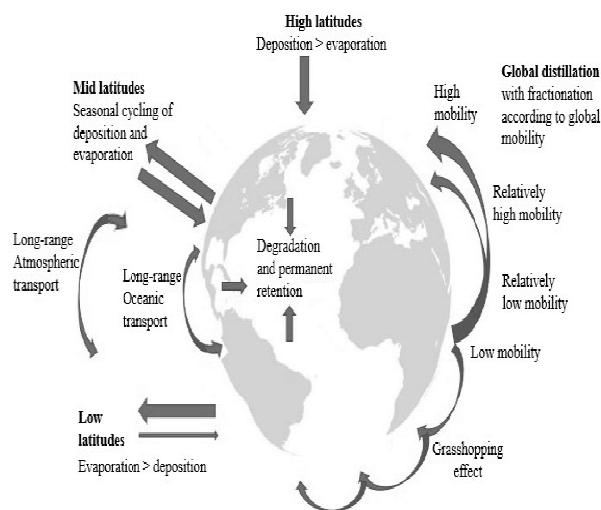 High latitudes
Deposition > evaporation
Mid latitudes
Seasonal cycling of
deposition and
evaporation
High
mobility
Global distillation
with fractionation
according to global
mobility
Relatively
high mobility
Long-range
Atmospheric
transport
Long-range
Oceanic
transport
Degradation
and permanent
retention
Relatively
low mobility
Low mobility
Low
latitudes
Evaporation > deposition
Grasshopping
effect